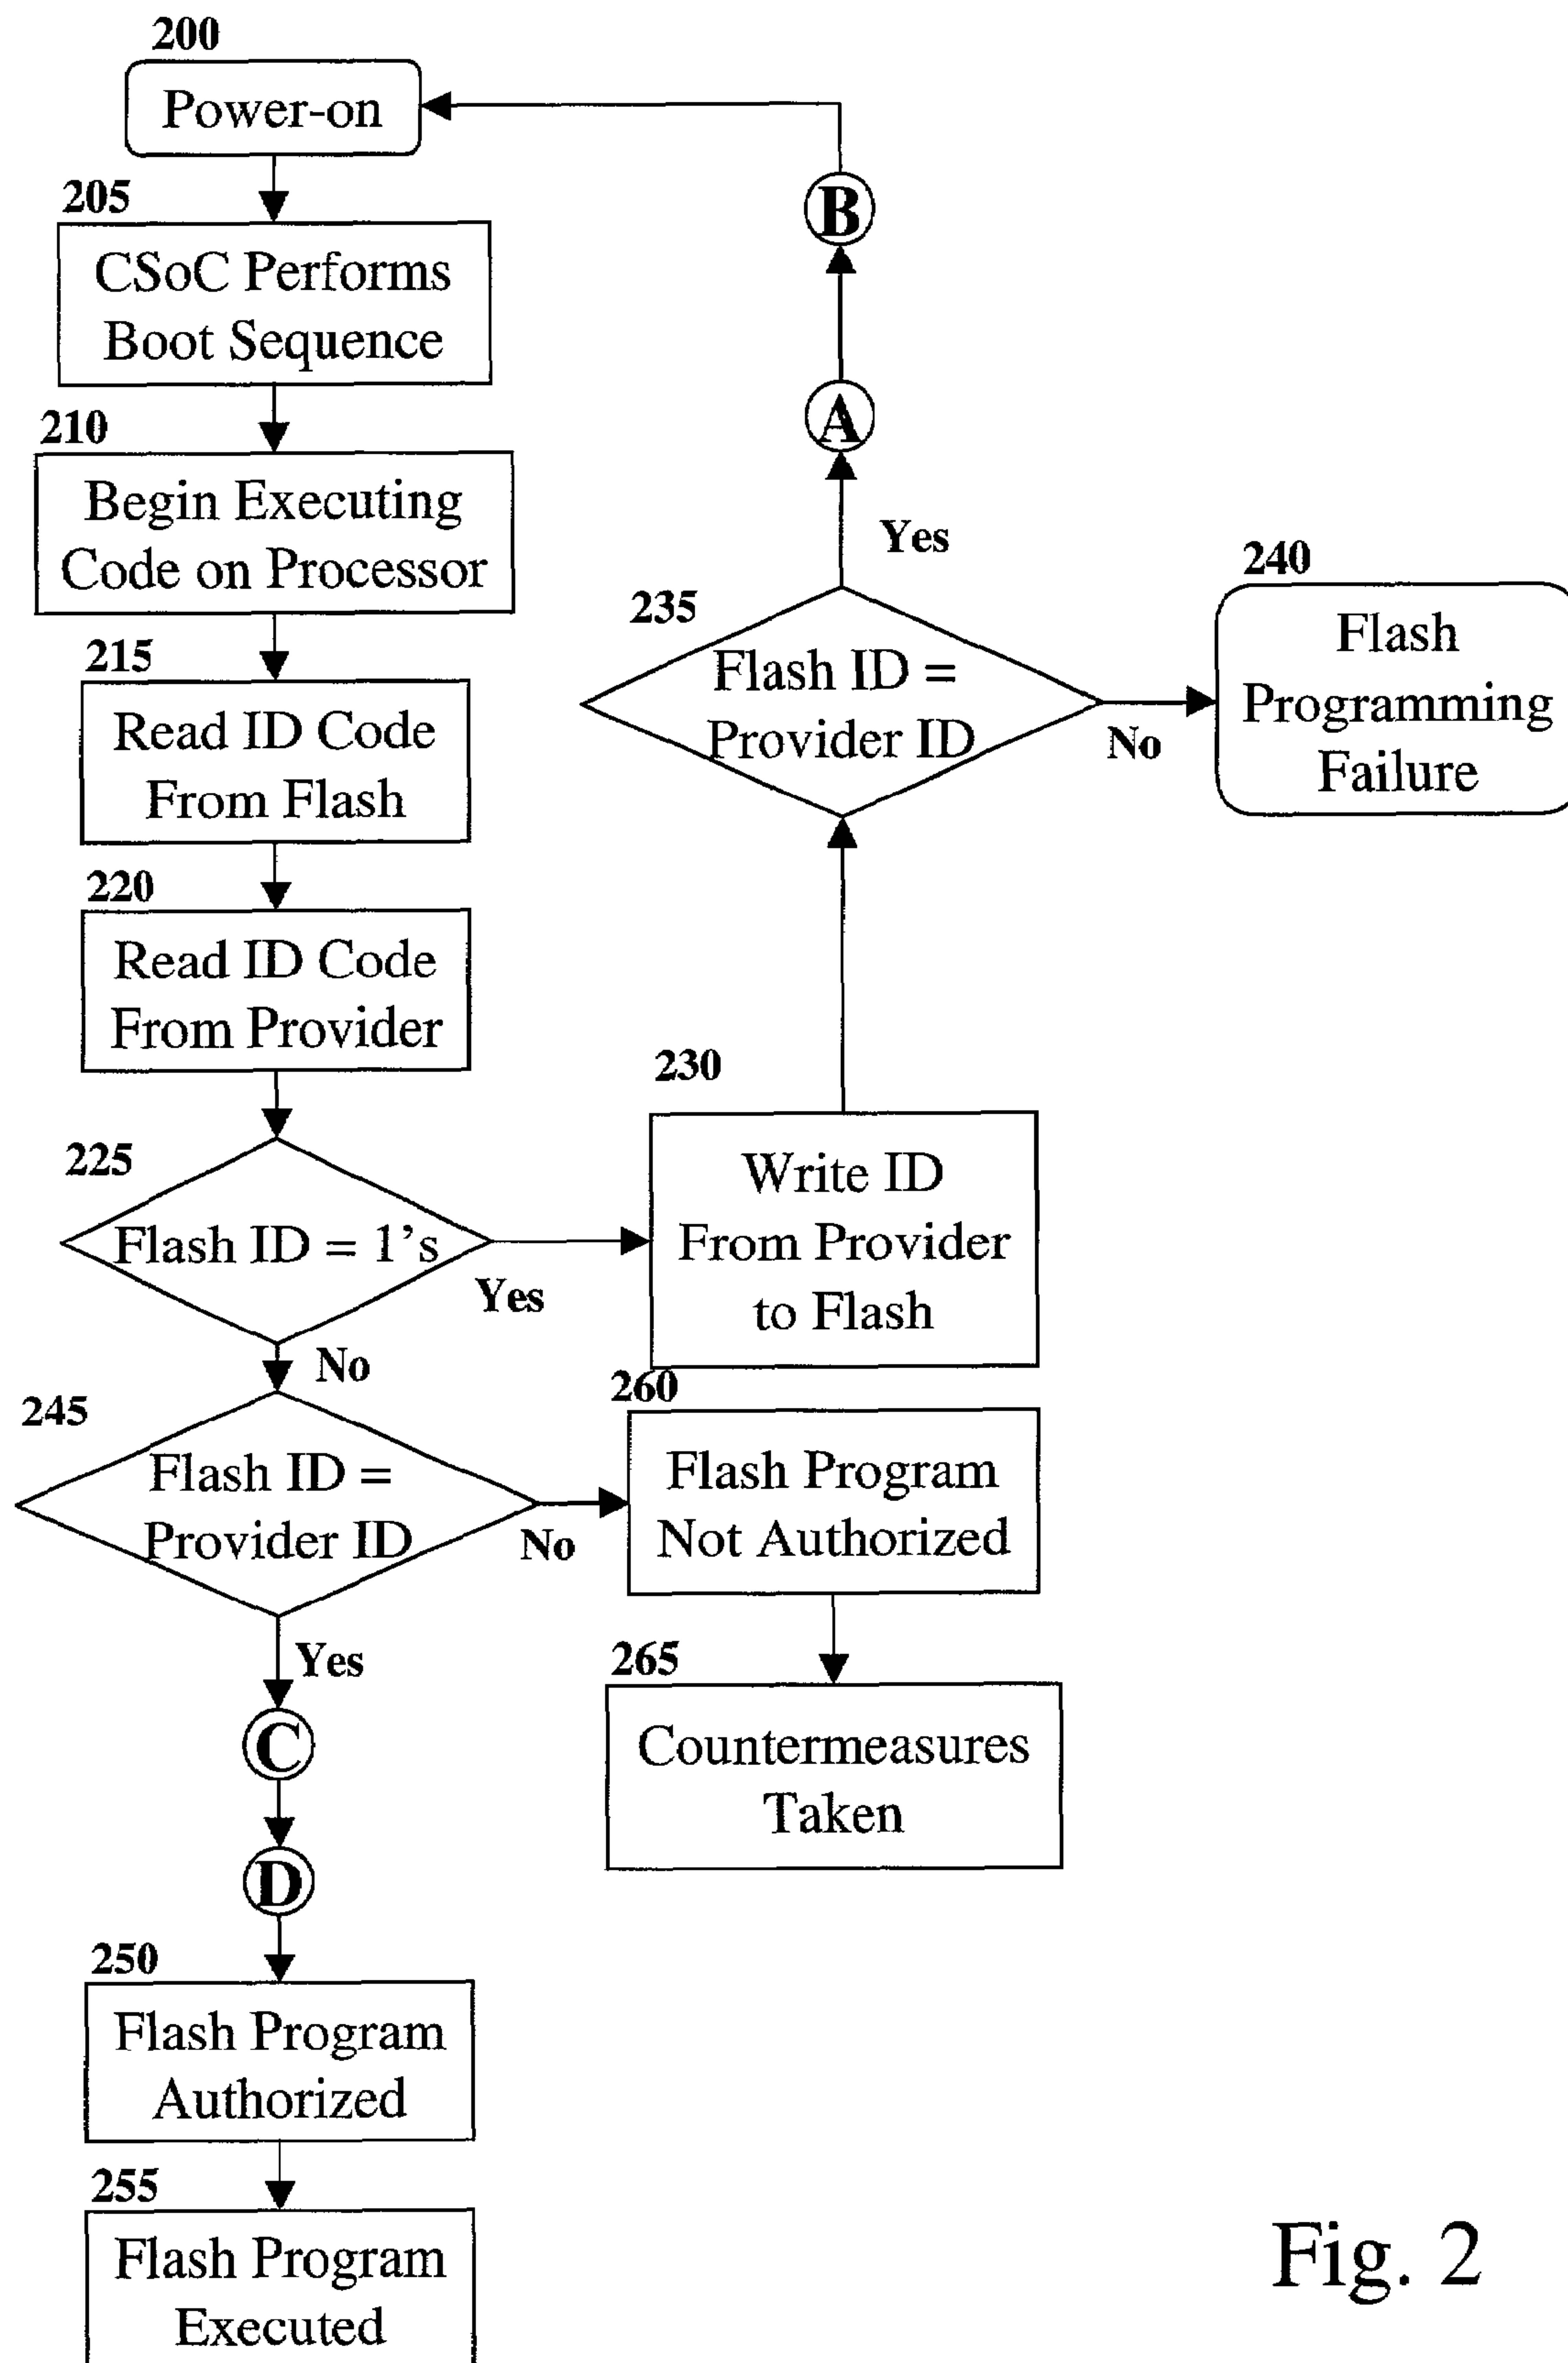 200
Power-on
205
CSoC Performs
Boot Sequence
210
Begin Executing
Code on Processor
215
Read ID Code
From Flash
220
Read ID Code
From Provider
225
Flash ID = 1's
Yes
No
230
Write ID
From Provider
to Flash
235
Flash ID =
Provider ID
Yes
No
A
B
240
Flash
Programming
Failure
245
Flash ID =
Provider ID
No
Yes
260
Flash Program
Not Authorized
265
Countermeasures
Taken
C
D
250
Flash Program
Authorized
255
Flash Program
Executed
Fig. 2